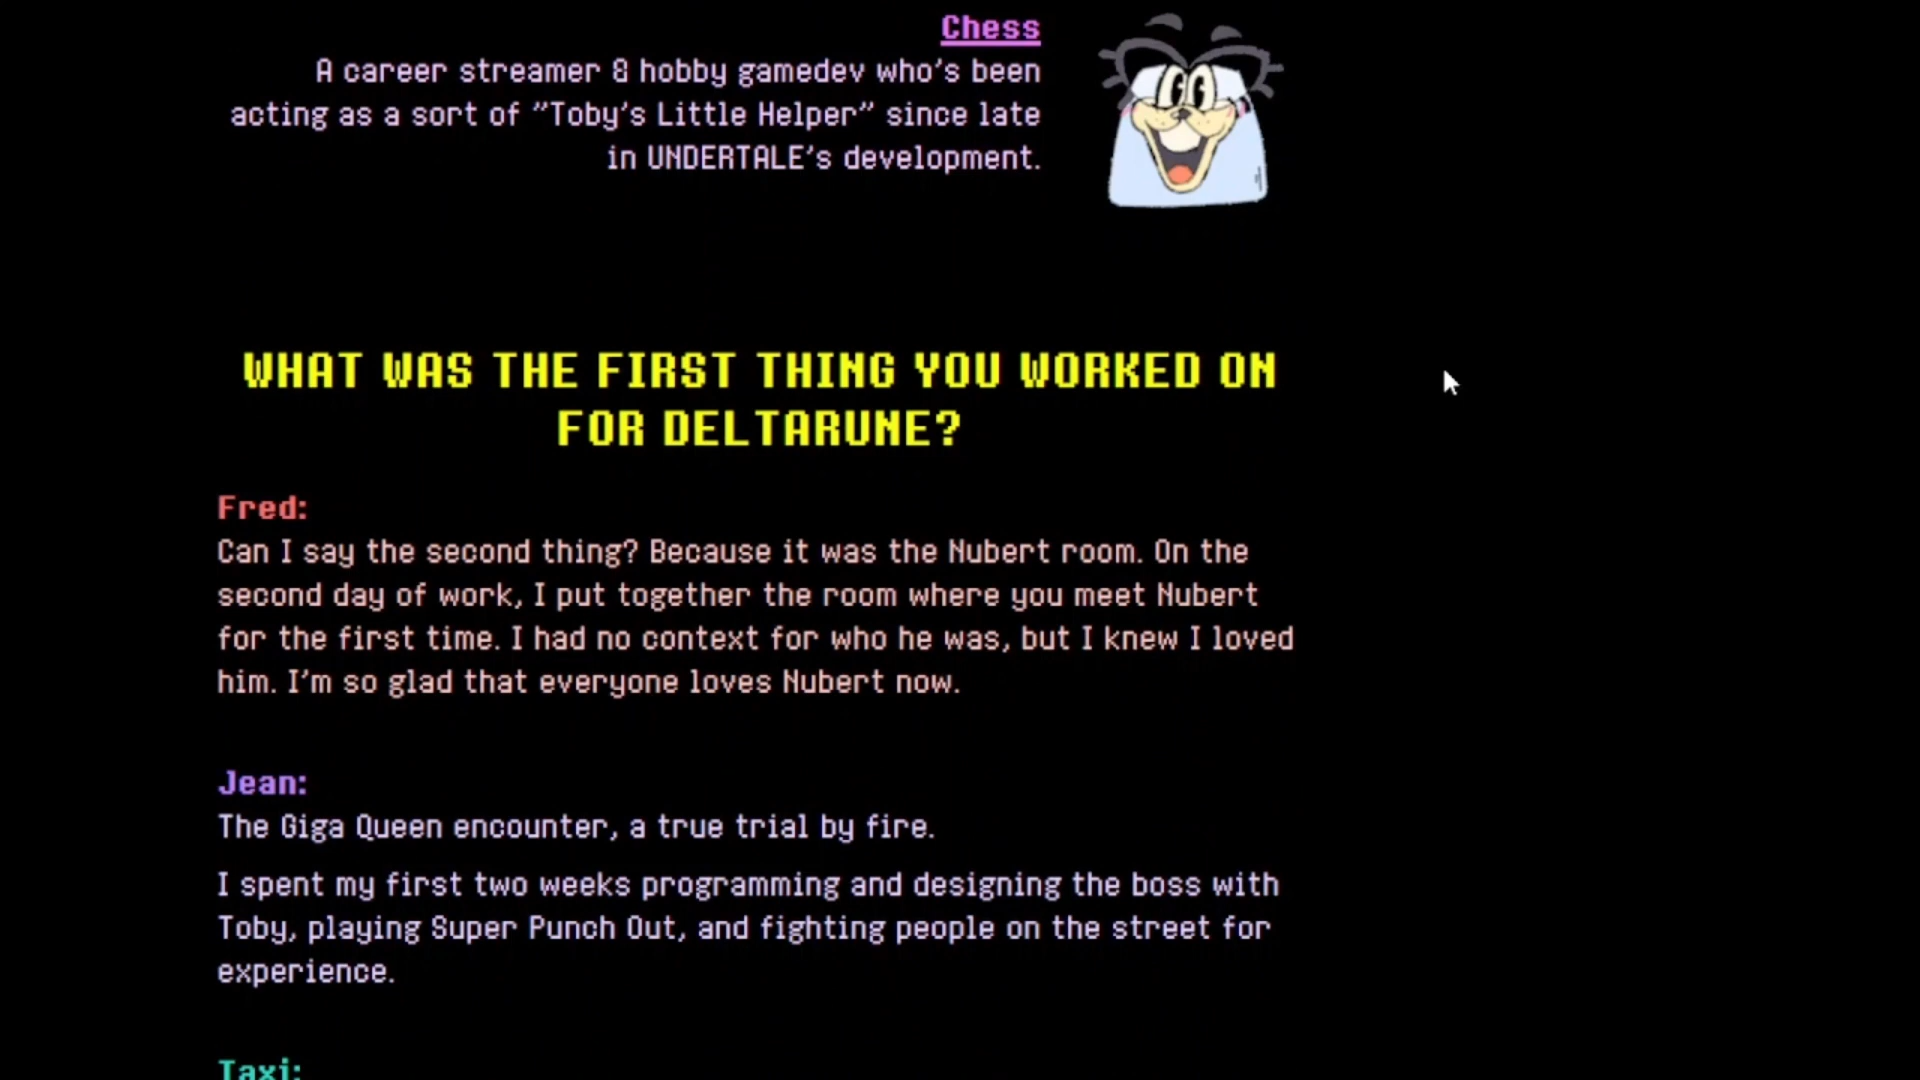 Chess
A career streamer & hobby gamedev who's been
acting as a sort of "Toby's Little Helper" since late
in UNDERTALE's development.
WHAT WAS THE FIRST THING YOU WORKED ON
FOR DELTARUNE?
Fred:
Can I say the second thing? Because it was the Nubert room. On the
second day of work, I put together the room where you meet Nubert
for the first time. I had no context for who he was, but I knew I loved
him. I'm so glad that everyone loves Nubert now.
Jean:
The Giga Queen encounter, a true trial by fire.
I spent my first two weeks programming and designing the boss with
Toby, playing Super Punch Out, and fighting people on the street for
experience.
Taxi: